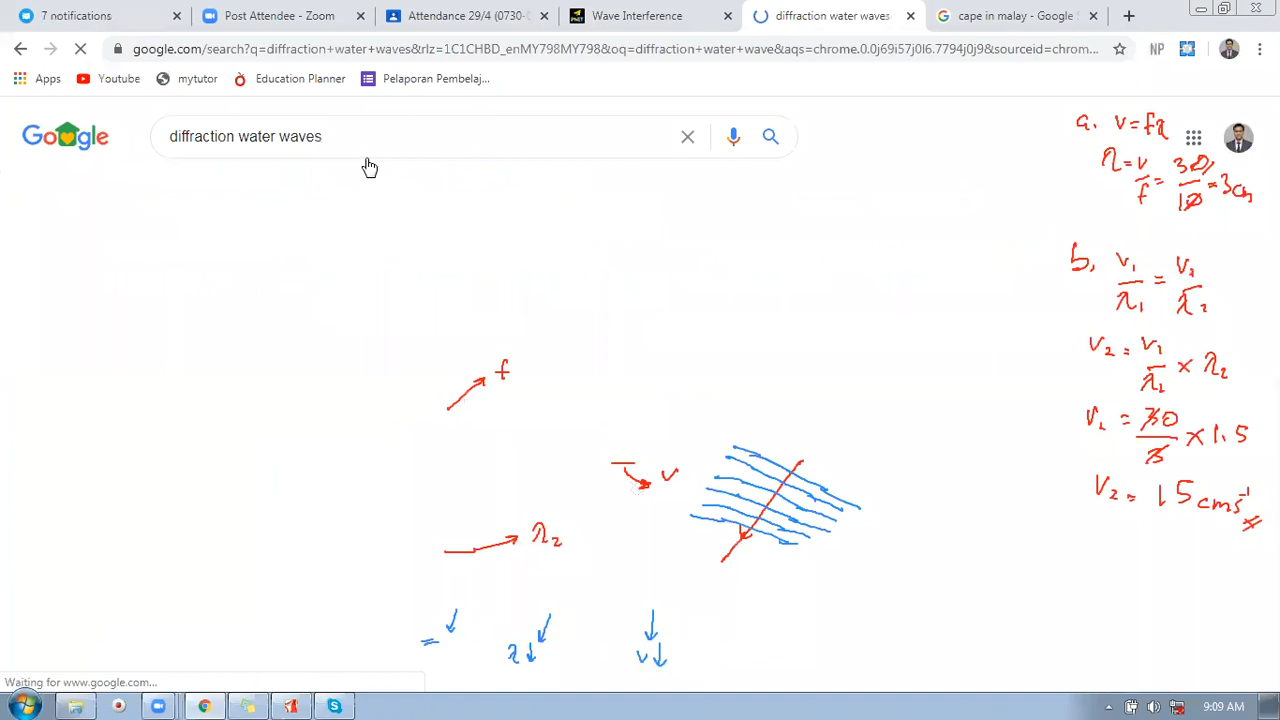 7 notifications
Post Attendee - Zoom
Attendance 29/4 (0730-0
Wave Interference
diffraction water waves
cape in malay - Google S
google.com/search?q=diffraction+water+waves&rlz=1C1CHBD_enMY798MY798&oq=diffraction+water+wave&aqs=chrome.0.0j69i57j0l6.7794j0j9&sourceid=chrom...
NP
Apps
Youtube
mytutor
Education Planner
Pelaporan Pembelaj...
Google
diffraction water waves
a. v=fλ
λ=v/f=30/10=3cm
b. v₁/λ₁=v₂/λ₂
v₂=v₁/λ₁×λ₂
v₂=30/3×1.5
v₂=15cms⁻¹
f
v
λ₂
=
λ↓
v↓
Waiting for www.google.com...
9:09 AM